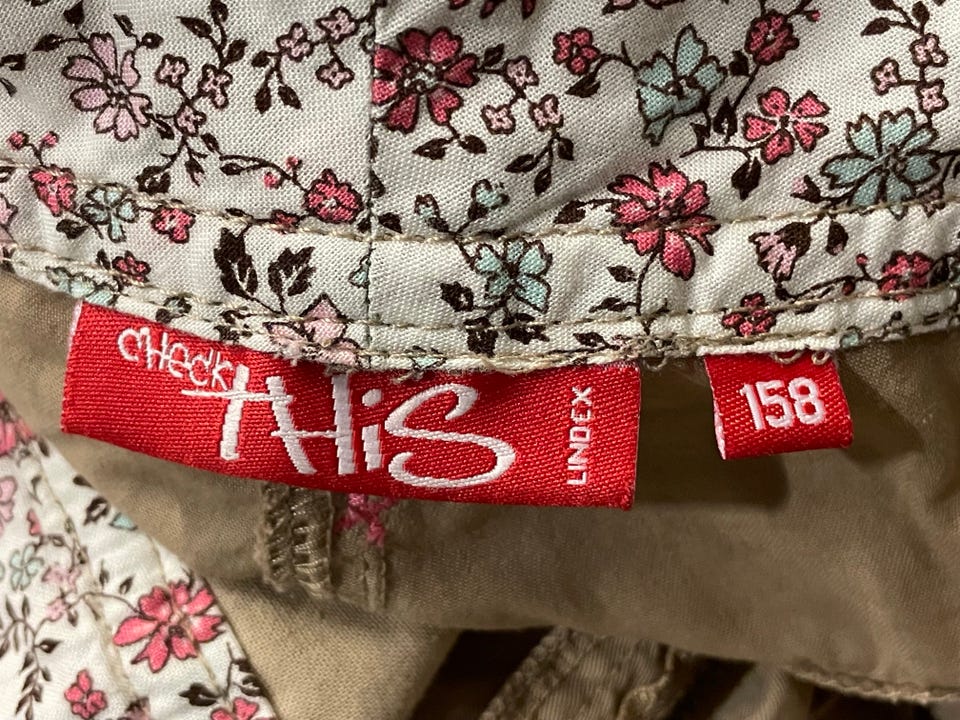 CHecK
THiS
LINDEX
158